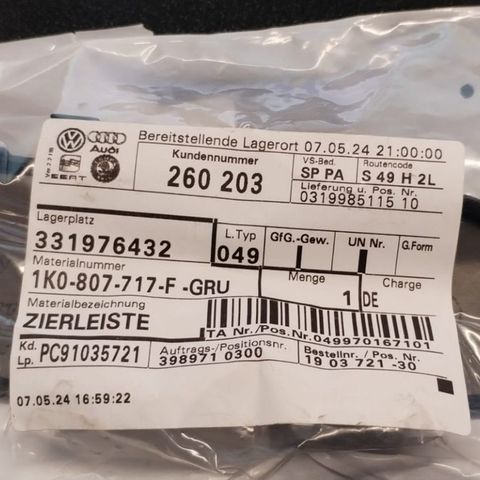 Bereitstellende Lagerort 07.05.24 21:00:00
Audi
SEAT
Kundennummer
260 203
VS-Bed.
SP PA
Routencode
S 49 H 2L
Lieferung u. Pos. Nr.
0319985115 10
Lagerplatz
331976432
L.Typ
049
GfG.-Gew.
UN Nr.
G.Form
Materialnummer
1K0-807-717-F -GRU
Menge
1 DE
Charge
Materialbezeichnung
ZIERLEISTE
TA Nr./Pos.Nr.049970167101
Kd.
Lp.
PC91035721
Auftrags-/Positionsnr.
398971 0300
Bestellnr. / Pos.Nr.
19 03 721 -30
07.05.24 16:59:22